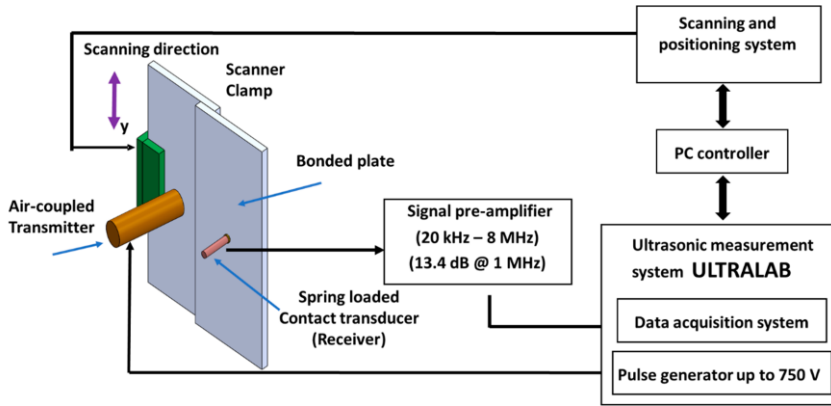 Scanning direction
y
Scanner
Clamp
Bonded plate
Air-coupled
Transmitter
Spring loaded
Contact transducer
(Receiver)
Signal pre-amplifier
(20 kHz – 8 MHz)
(13.4 dB @ 1 MHz)
Scanning and
positioning system
PC controller
Ultrasonic measurement
system ULTRALAB
Data acquisition system
Pulse generator up to 750 V